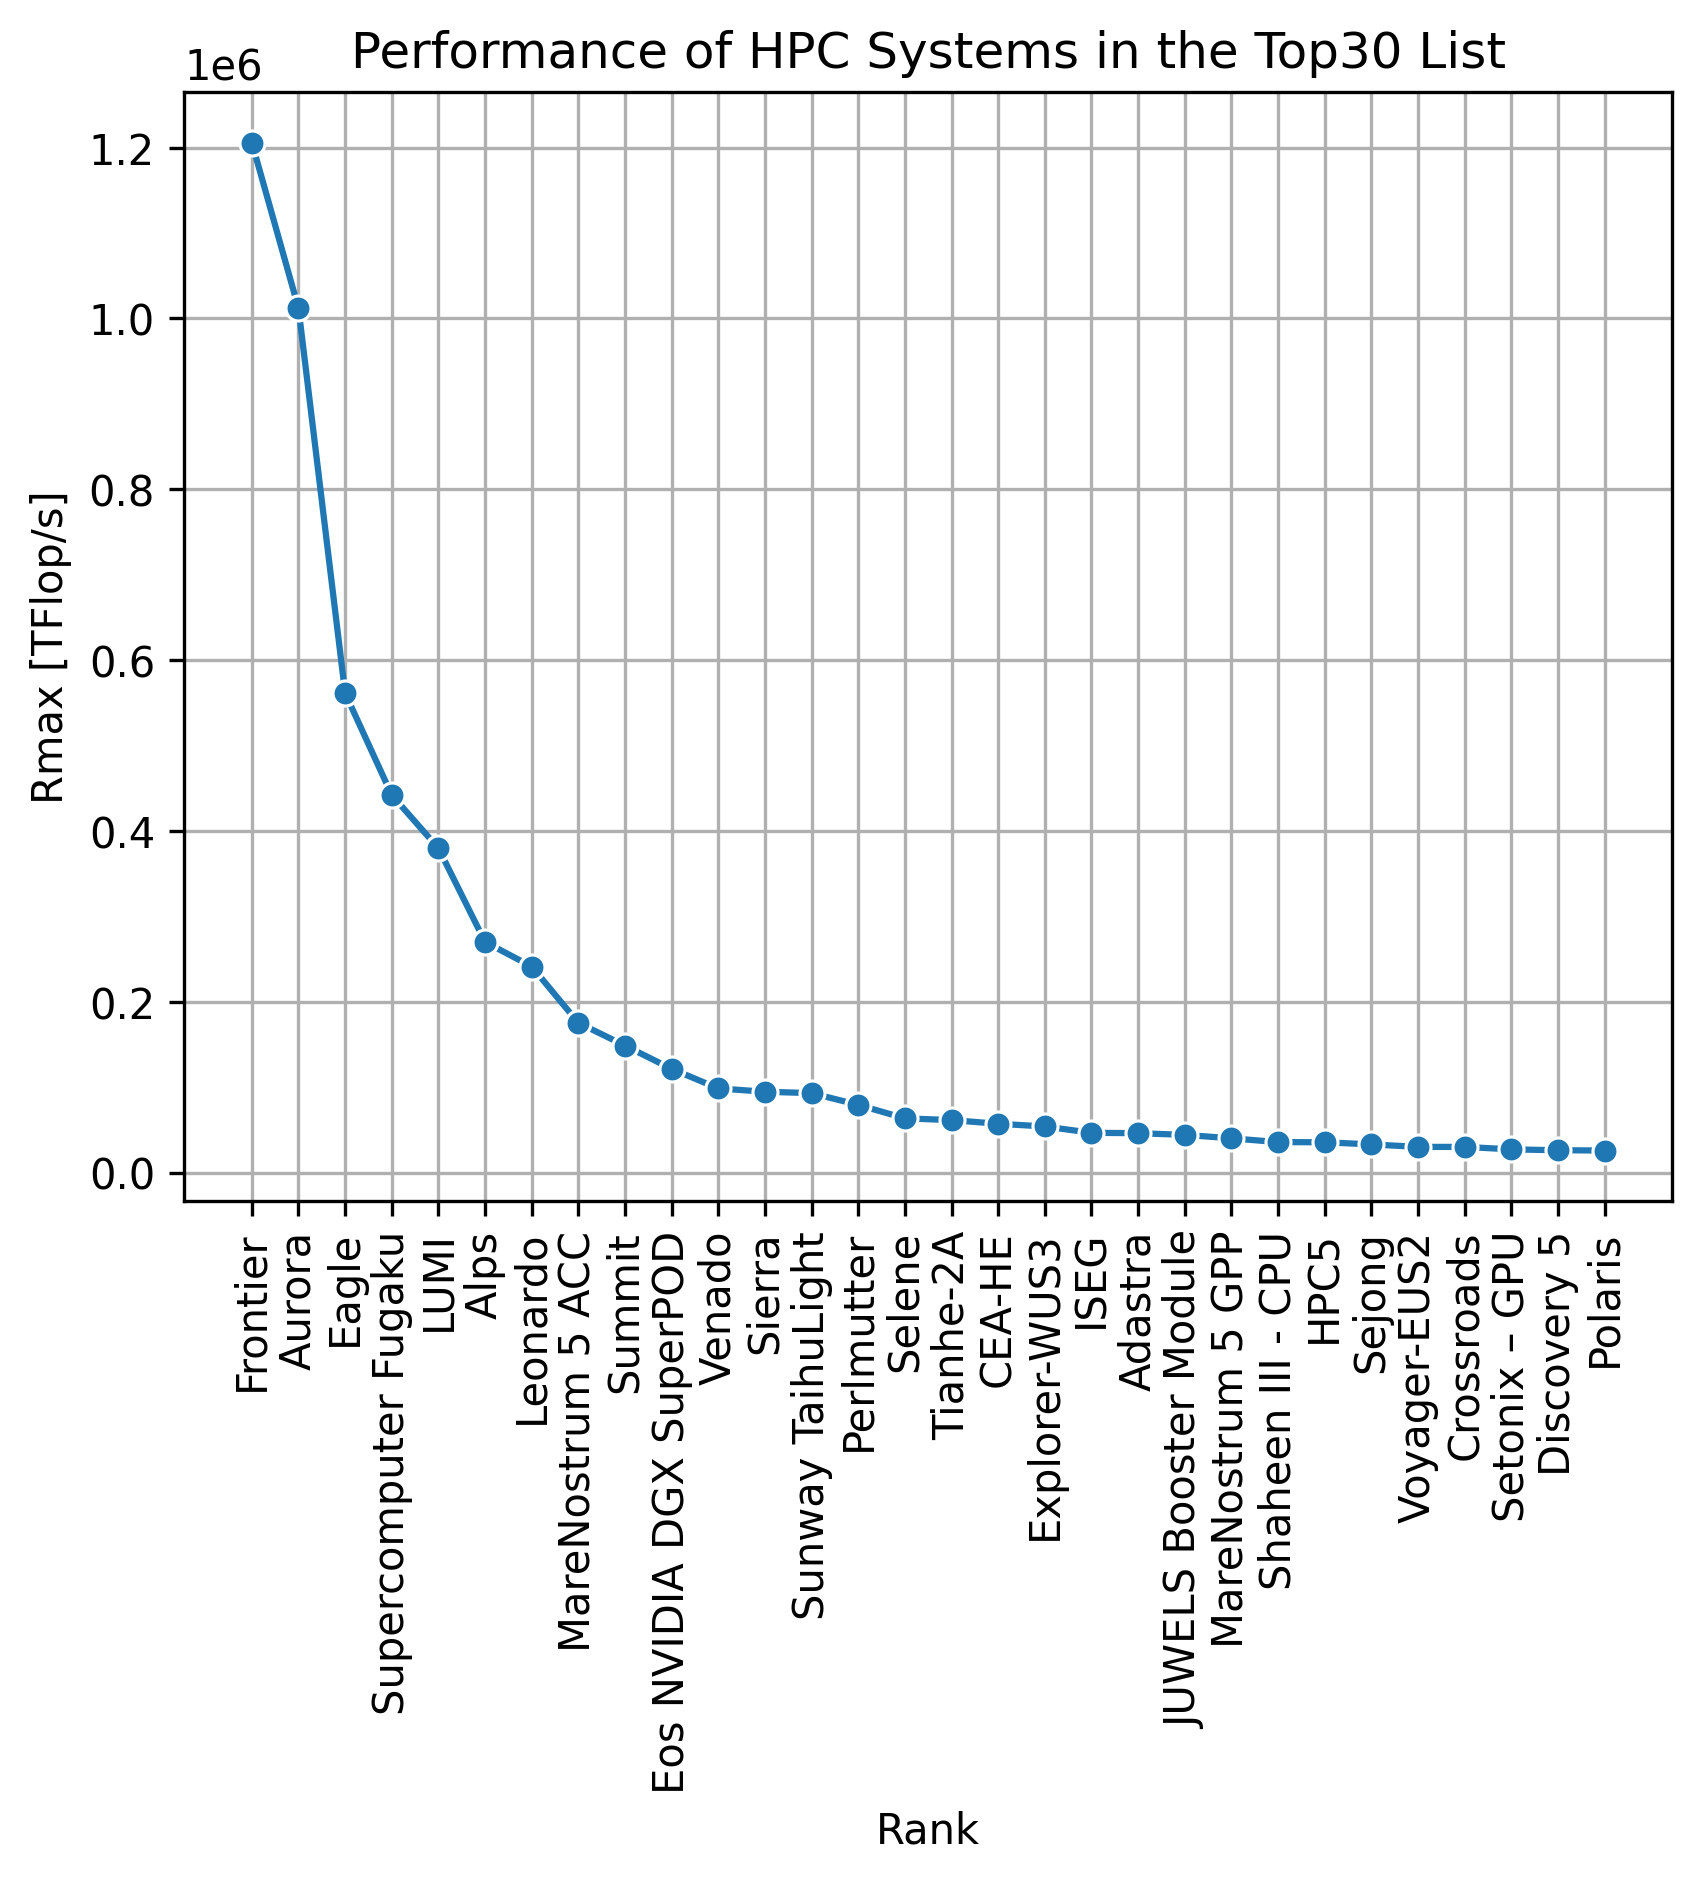 Performance of HPC Systems in the Top30 List
1e6
1.2
1.0
0.8
0.6
0.4
0.2
0.0
Rmax [TFlop/s]
Frontier
Aurora
Eagle
Supercomputer Fugaku
LUMI
Alps
Leonardo
MareNostrum 5 ACC
Summit
Eos NVIDIA DGX SuperPOD
Venado
Sierra
Sunway TaihuLight
Perlmutter
Selene
Tianhe-2A
CEA-HE
Explorer-WUS3
ISEG
Adastra
JUWELS Booster Module
MareNostrum 5 GPP
Shaheen III - CPU
HPC5
Sejong
Voyager-EUS2
Crossroads
Setonix – GPU
Discovery 5
Polaris
Rank